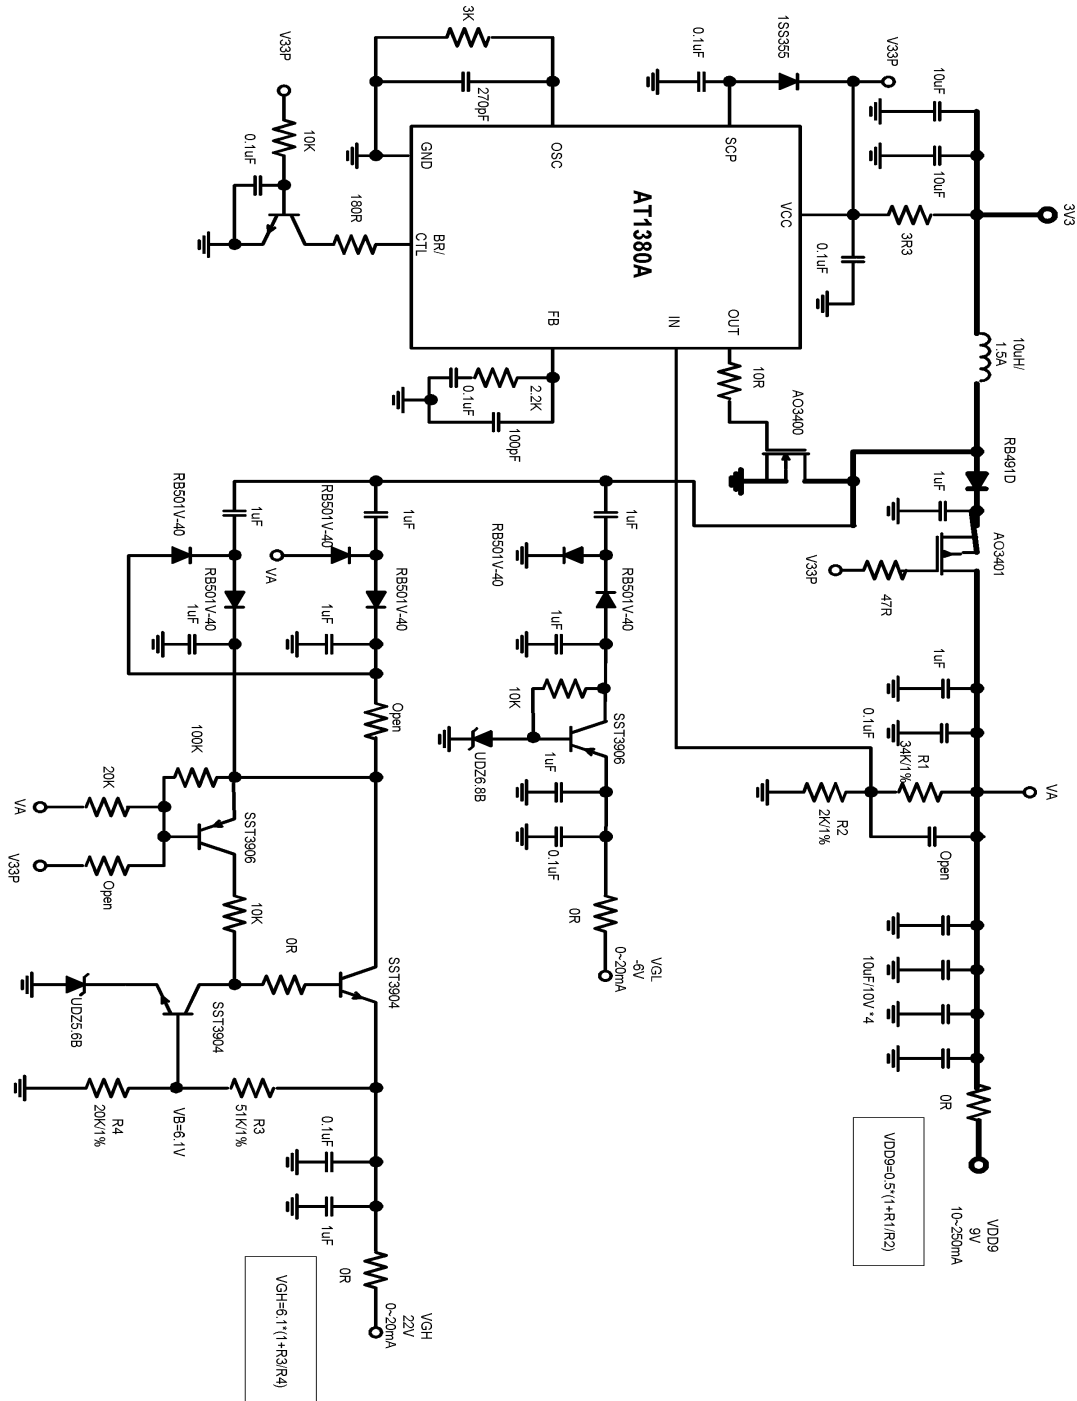 3V3
V33P
10uF
10uF
1SS355
0.1uF
3K
270pF
V33P
10K
0.1uF
180R
3R3
0.1uF
AT1380A
GND
OSC
SCP
VCC
BR/
CTL
FB
IN
OUT
10uH/
1.5A
10R
AO3400
2.2K
0.1uF
100pF
RB491D
1uF
AO3401
V33P
47R
1uF
0.1uF
VA
R1
34K/1%
R2
2K/1%
Open
10uF/10V *4
0R
VDD9
9V
10~250mA
VDD9=0.5*(1+R1/R2)
1uF
RB501V-40
RB501V-40
1uF
10K
SST3906
UDZ6.8B
1uF
0.1uF
0R
VGL
-6V
0~20mA
1uF
RB501V-40
VA
RB501V-40
1uF
Open
1uF
RB501V-40
RB501V-40
1uF
100K
20K
VA
V33P
Open
SST3906
10K
0R
SST3904
SST3904
UDZ5.6B
R4
20K/1%
VB=6.1V
R3
51K/1%
0.1uF
1uF
0R
VGH
22V
0~20mA
VGH=6.1*(1+R3/R4)